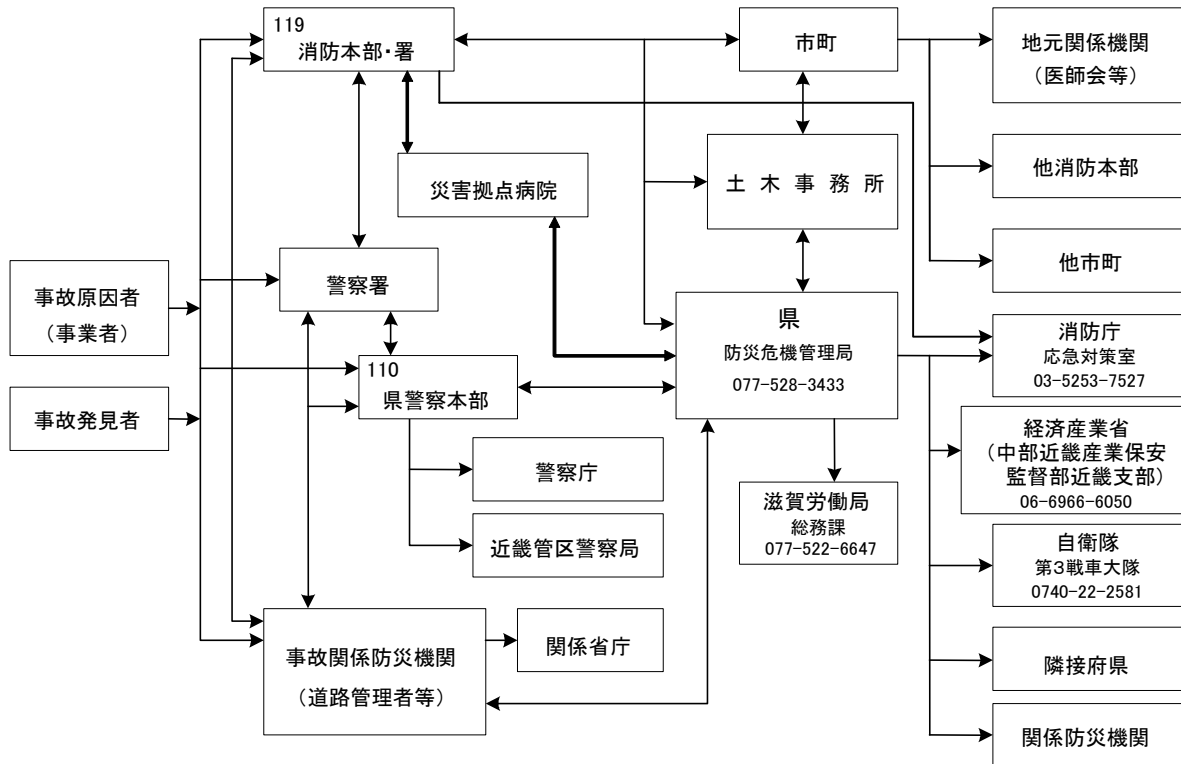 119
消防本部・署
市町
地元関係機関
（医師会等）
災害拠点病院
土 木 事 務 所
他消防本部
他市町
事故原因者
（事業者）
警察署
県
防災危機管理局
077-528-3433
消防庁
応急対策室
03-5253-7527
事故発見者
110
県警察本部
経済産業省
（中部近畿産業保安
監督部近畿支部）
06-6966-6050
警察庁
滋賀労働局
総務課
077-522-6647
近畿管区警察局
自衛隊
第3戦車大隊
0740-22-2581
事故関係防災機関
（道路管理者等）
関係省庁
隣接府県
関係防災機関